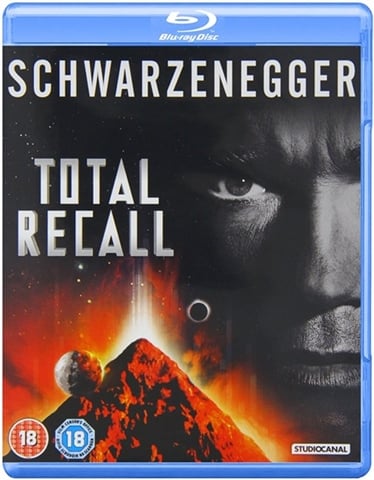 Blu-ray Disc
SCHWARZENEGGER
TOTAL
RECALL
18
18
STUDIOCANAL